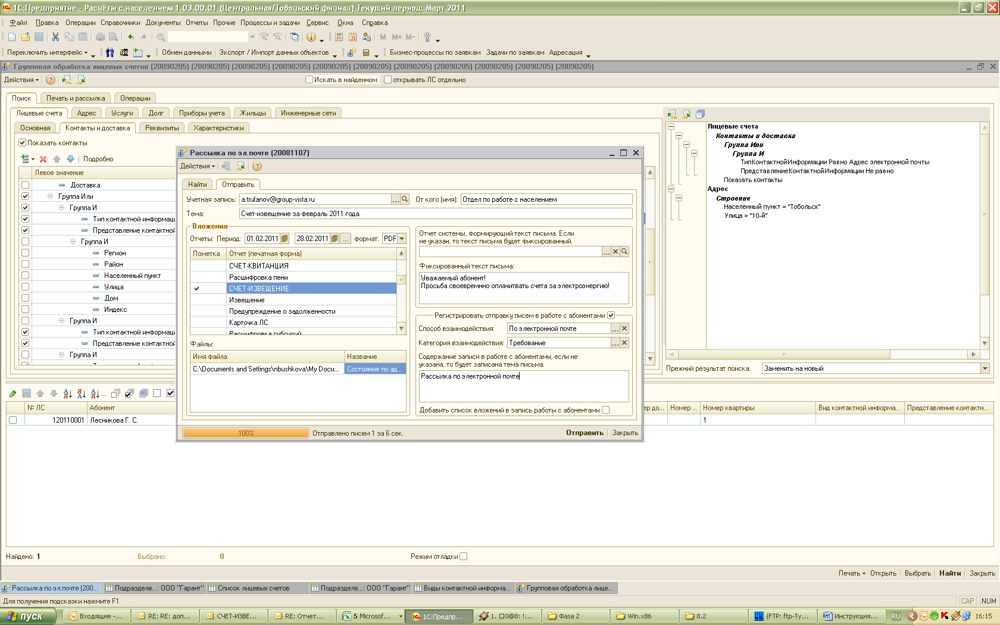 1С:Предприятие - Расчёты с населением 1.03.00.01 (Центральная/Тобольский филиал) Текущий период: Март 2011
Файл Правка Операции Справочники Документы Отчеты Прочие Процессы и задачи Сервис Окна Справка
M M+ M-
Переключить интерфейс Обмен данными Экспорт / Импорт данных объектов Бизнес-процессы по заявкам Задачи по заявкам Адресация
Групповая обработка лицевых счетов (20090205) (20090205) (20090205) (20090205) (20090205) (20090205) (20090205) (20090205) (20090205) (20090205) (20090205)
Действия Искать в найденном открывать ЛС отдельно
Поиск Печать и рассылка Операции
Лицевые счета Адрес Услуги Долг Приборы учета Жильцы Инженерные сети
Основная Контакты и доставка Реквизиты Характеристики
Показать контакты
Подробно
Левое значение
Доставка
Группа Или
Группа И
Тип контактной информаци
Представление контактной
Группа И
Регион
Район
Населенный пункт
Улица
Дом
Индекс
Группа И
Тип контактной информаци
Представление контактной
Группа И
Рассылка по эл.почте (20081107)
Действия
Найти Отправить
Учетная запись: a.trufanov@group-vista.ru ... От кого (имя): Отдел по работе с населением
Тема: Счет-извещение за февраль 2011 года.
Вложения
Отчеты: Период: 01.02.2011 28.02.2011 ... формат: PDF
Пометка Отчет (печатная форма)
СЧЕТ-КВИТАНЦИЯ
Расшифровка пени
СЧЕТ-ИЗВЕЩЕНИЕ
Извещение
Предупреждение о задолженности
Карточка ЛС
Расшифровка субсидий
Файлы:
Имя файла Название
C:\Documents and Settings\nbushkova\My Docu... Состояние по ад...
Отчет системы, формирующий текст письма. Если
не указан, то текст письма будет фиксированный.
Фиксированный текст письма:
Уважаемый абонент!
Просьба своевремнно оплачитвать счета за электроэнергию!
Регистрировать отправку писем в работе с абонентами
Способ взаимодействия: По электронной почте ...
Категория взаимодействия: Требование ...
Содержание записи в работе с абонентами, если не
указана, то будет записана тема письма.
Рассылка по электронной почте
Добавить список вложений в запись работы с абонентами
100% Отправлено писем 1 за 6 сек. Отправить Закрыть
Лицевые счета
Контакты и доставка
Группа Или
Группа И
ТипКонтактнойИнформации Равно Адрес электронной почты
ПредставлениеКонтактнойИнформации Не равно
Показать контакты
Адрес
Строение
Населенный пункт = "Тобольск"
Улица = "10-й"
Прежний результат поиска: Заменить на новый
№ ЛС Абонент ер до... Номер ... Номер квартиры Вид контактной информа... Представление контактн...
120110001 Лесникова Г. С. 1
Найдено: 1 Выбрано: 0 Режим отладки
Печать Открыть Выбрать Найти Закрыть
Рассылка по эл.почте (200... Подразделе...: ООО "Гарант" Список лицевых счетов Подразделе...: ООО "Гарант" Виды контактной информа... Групповая обработка лице...
Для получения подсказки нажмите F1 CAP NUM
пуск Входящие -... RE: RE: доп... СЧЕТ-ИЗВЕ... RE: Отчет... 5 Microsof... 1С:Предпр... 1. □0@8: !... Фаза 2 Win.x86 8.2 {FTP: ftp-Ту... Инструкция... RU 16:15